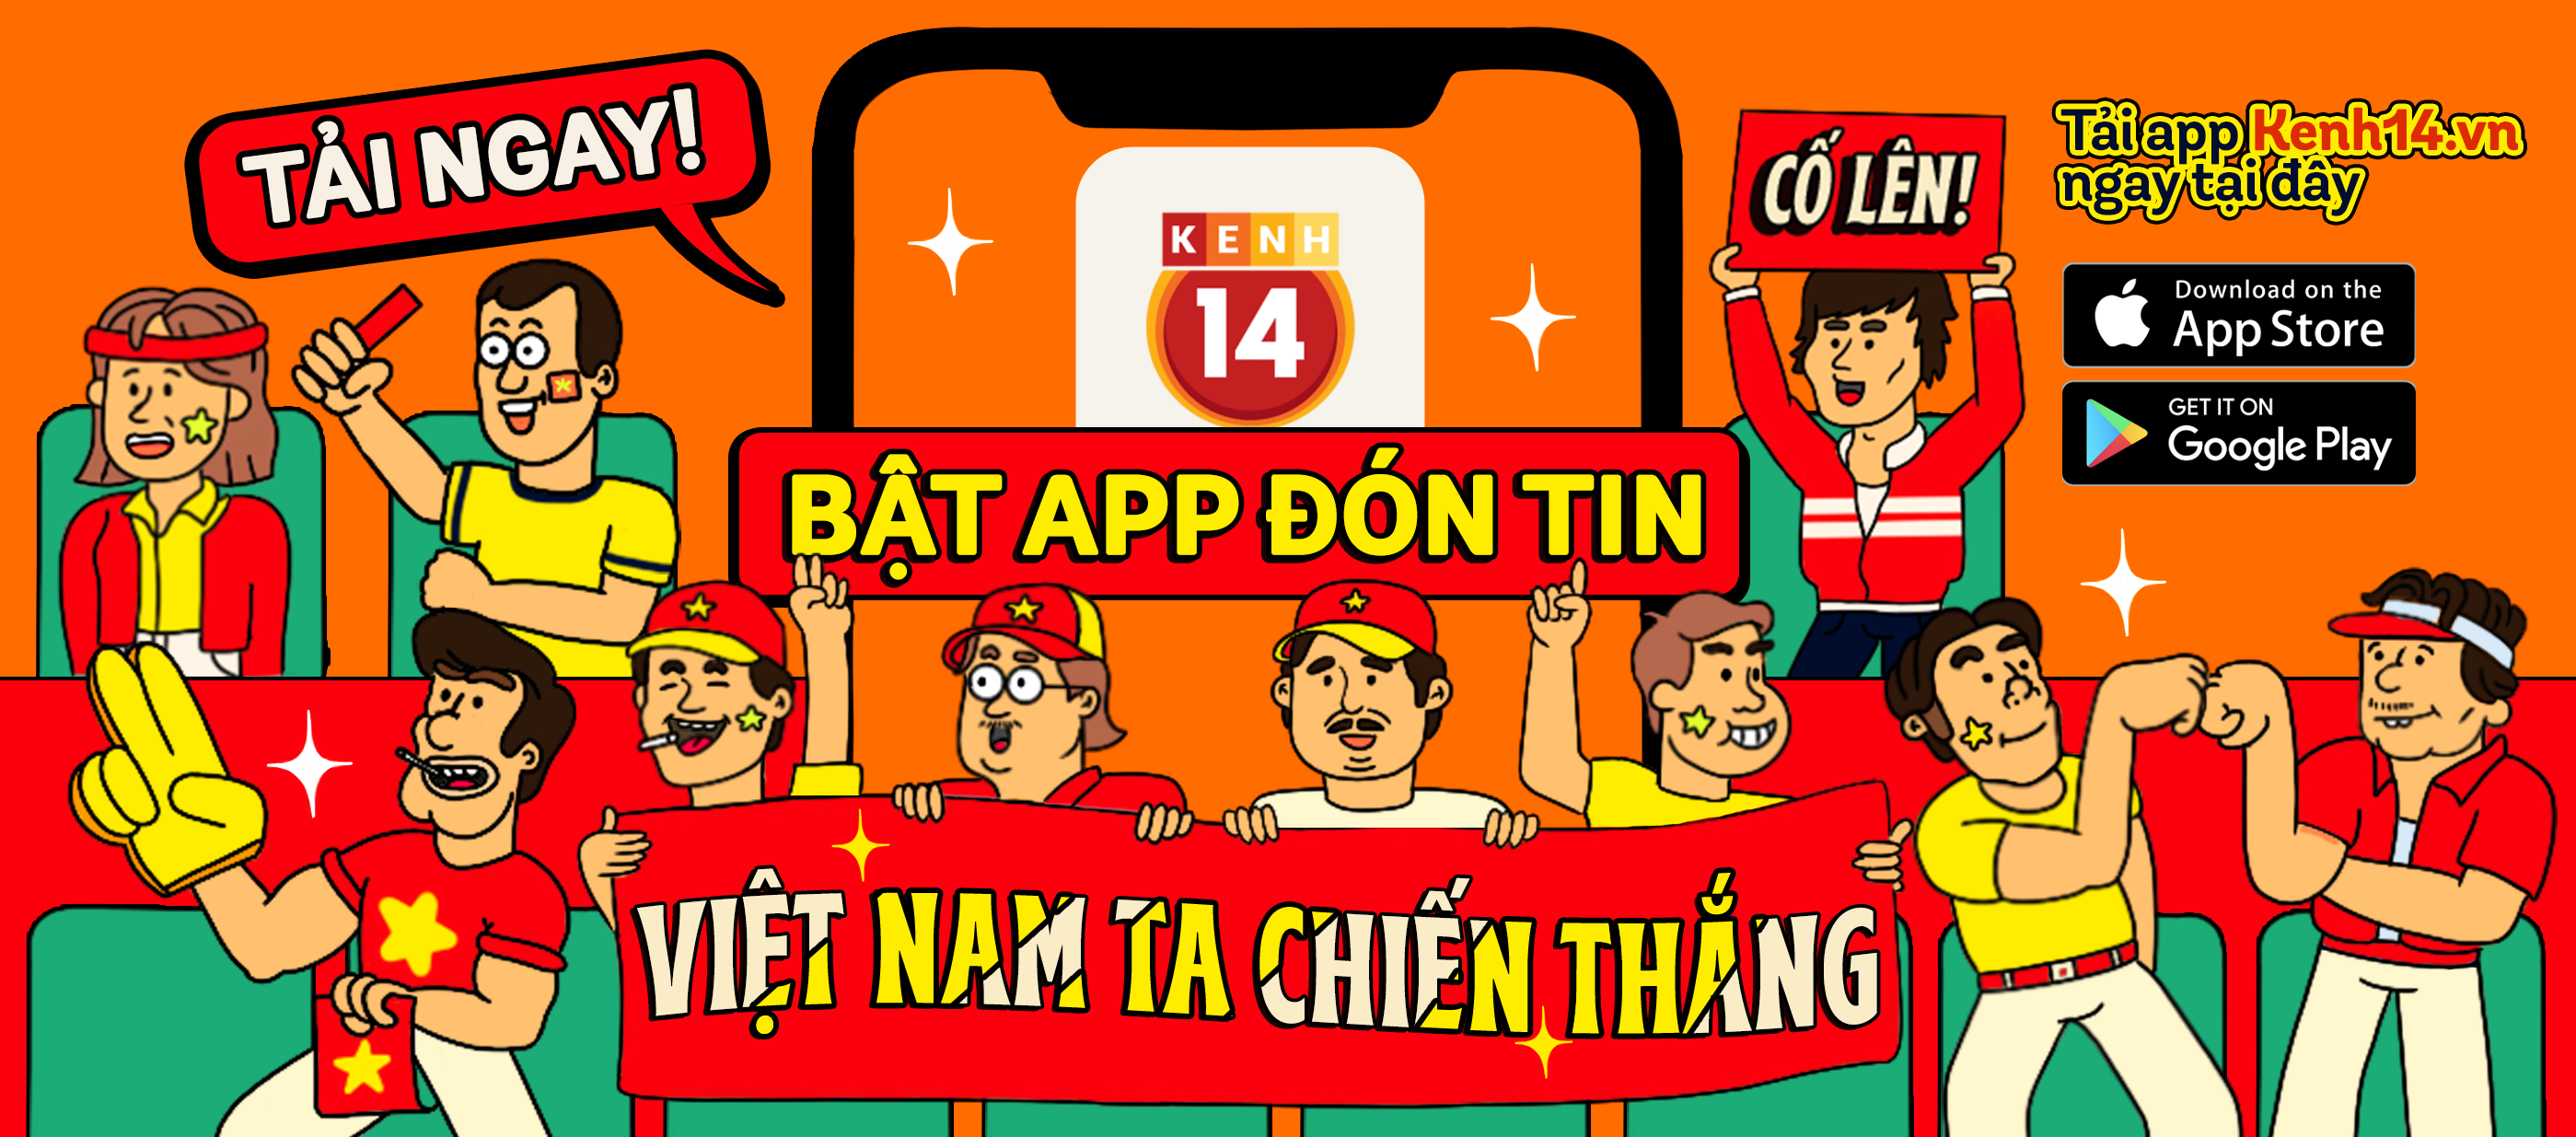 TẢI NGAY!
KENH
14
CỐ LÊN!
Tải app Kenh14.vn
ngay tại đây
Download on the
App Store
GET IT ON
Google Play
BẬT APP ĐÓN TIN
VIỆT NAM TA CHIẾN THẮNG